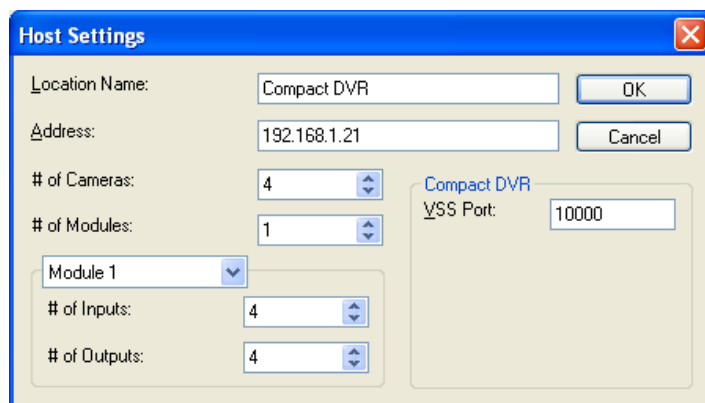 Host Settings
Location Name: Compact DVR OK
Address: 192.168.1.21 Cancel
# of Cameras: 4
# of Modules: 1
Module 1
# of Inputs: 4
# of Outputs: 4
Compact DVR
VSS Port: 10000